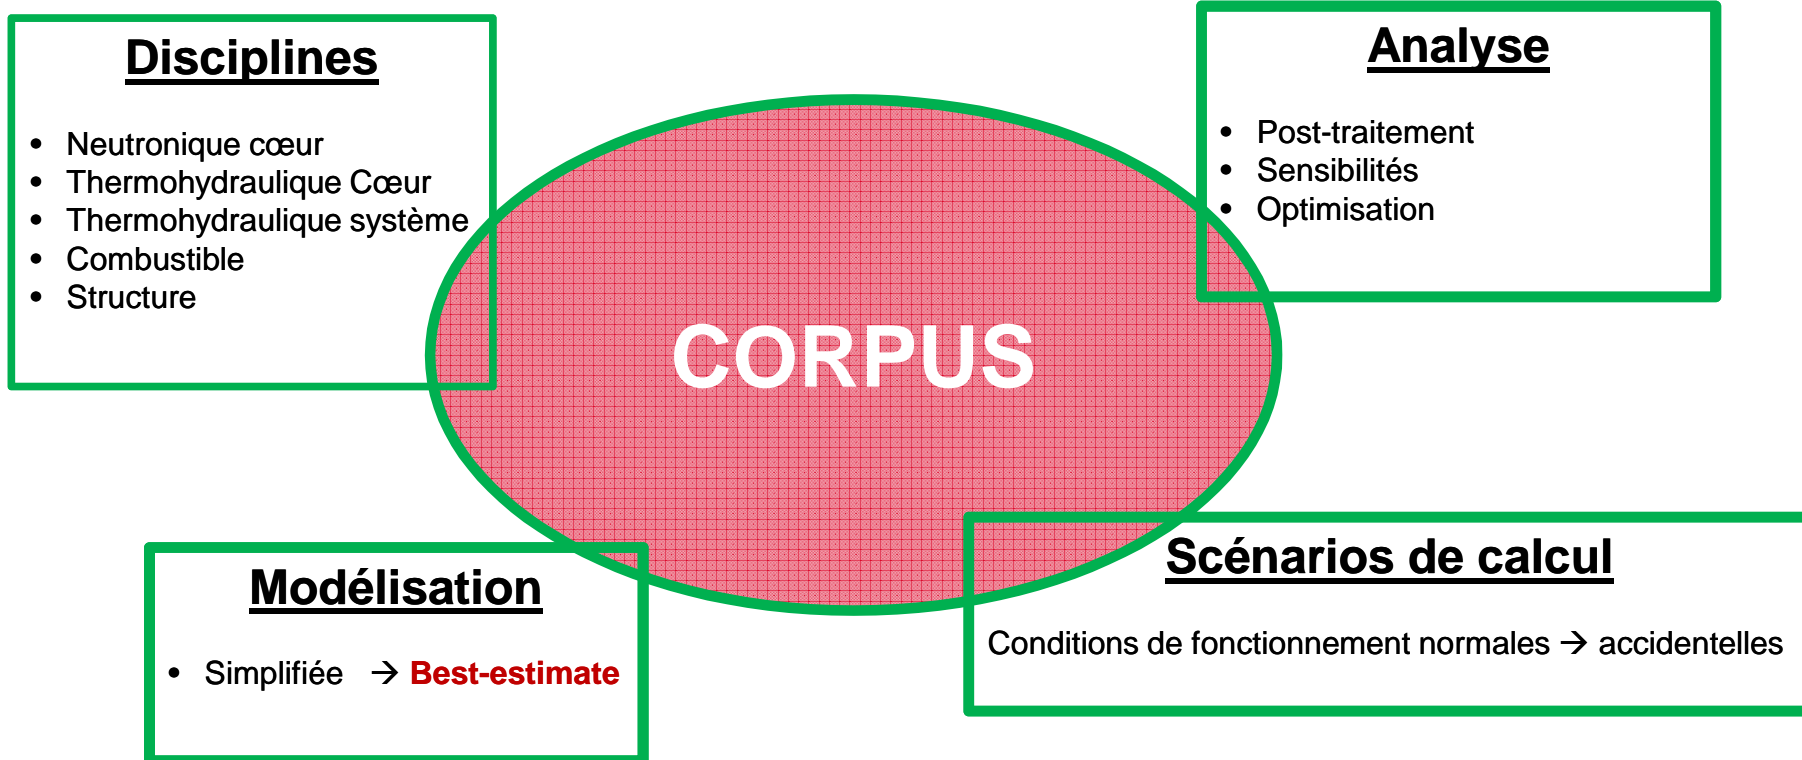 Disciplines
• Neutronique cœur
• Thermohydraulique Cœur
• Thermohydraulique système
• Combustible
• Structure
Analyse
• Post-traitement
• Sensibilités
• Optimisation
CORPUS
Modélisation
• Simplifiée → Best-estimate
Scénarios de calcul
Conditions de fonctionnement normales → accidentelles